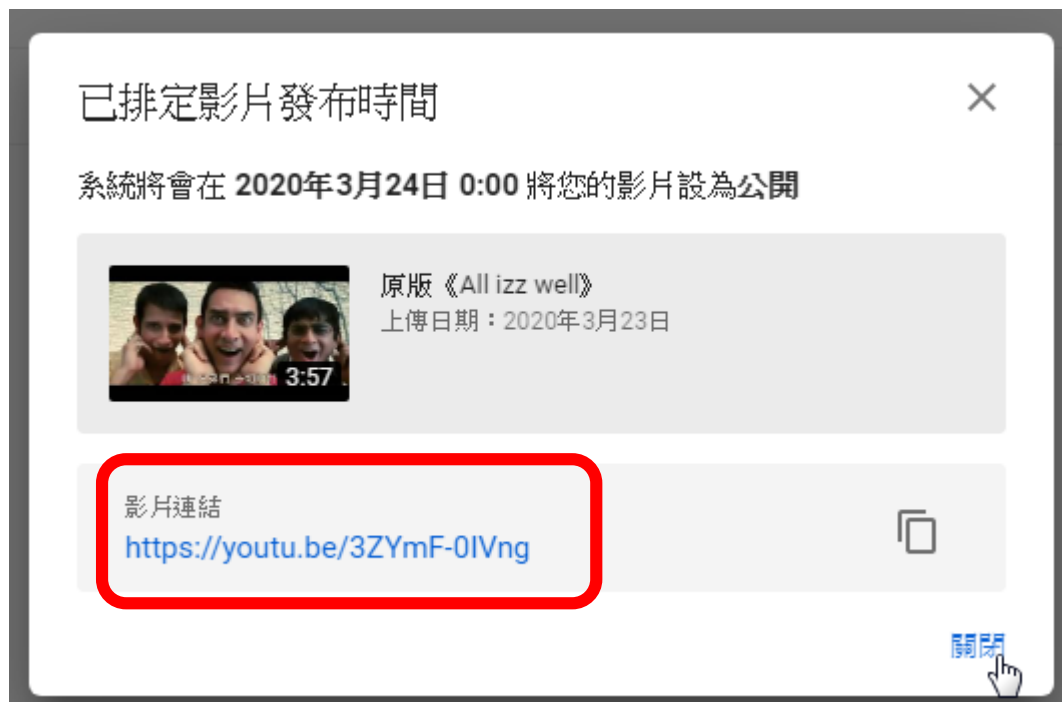 已排定影片發布時間
系統將會在 2020年3月24日 0:00 將您的影片設為公開
原版《All izz well》
上傳日期：2020年3月23日
3:57
影片連結
https://youtu.be/3ZYmF-0IVng
關閉